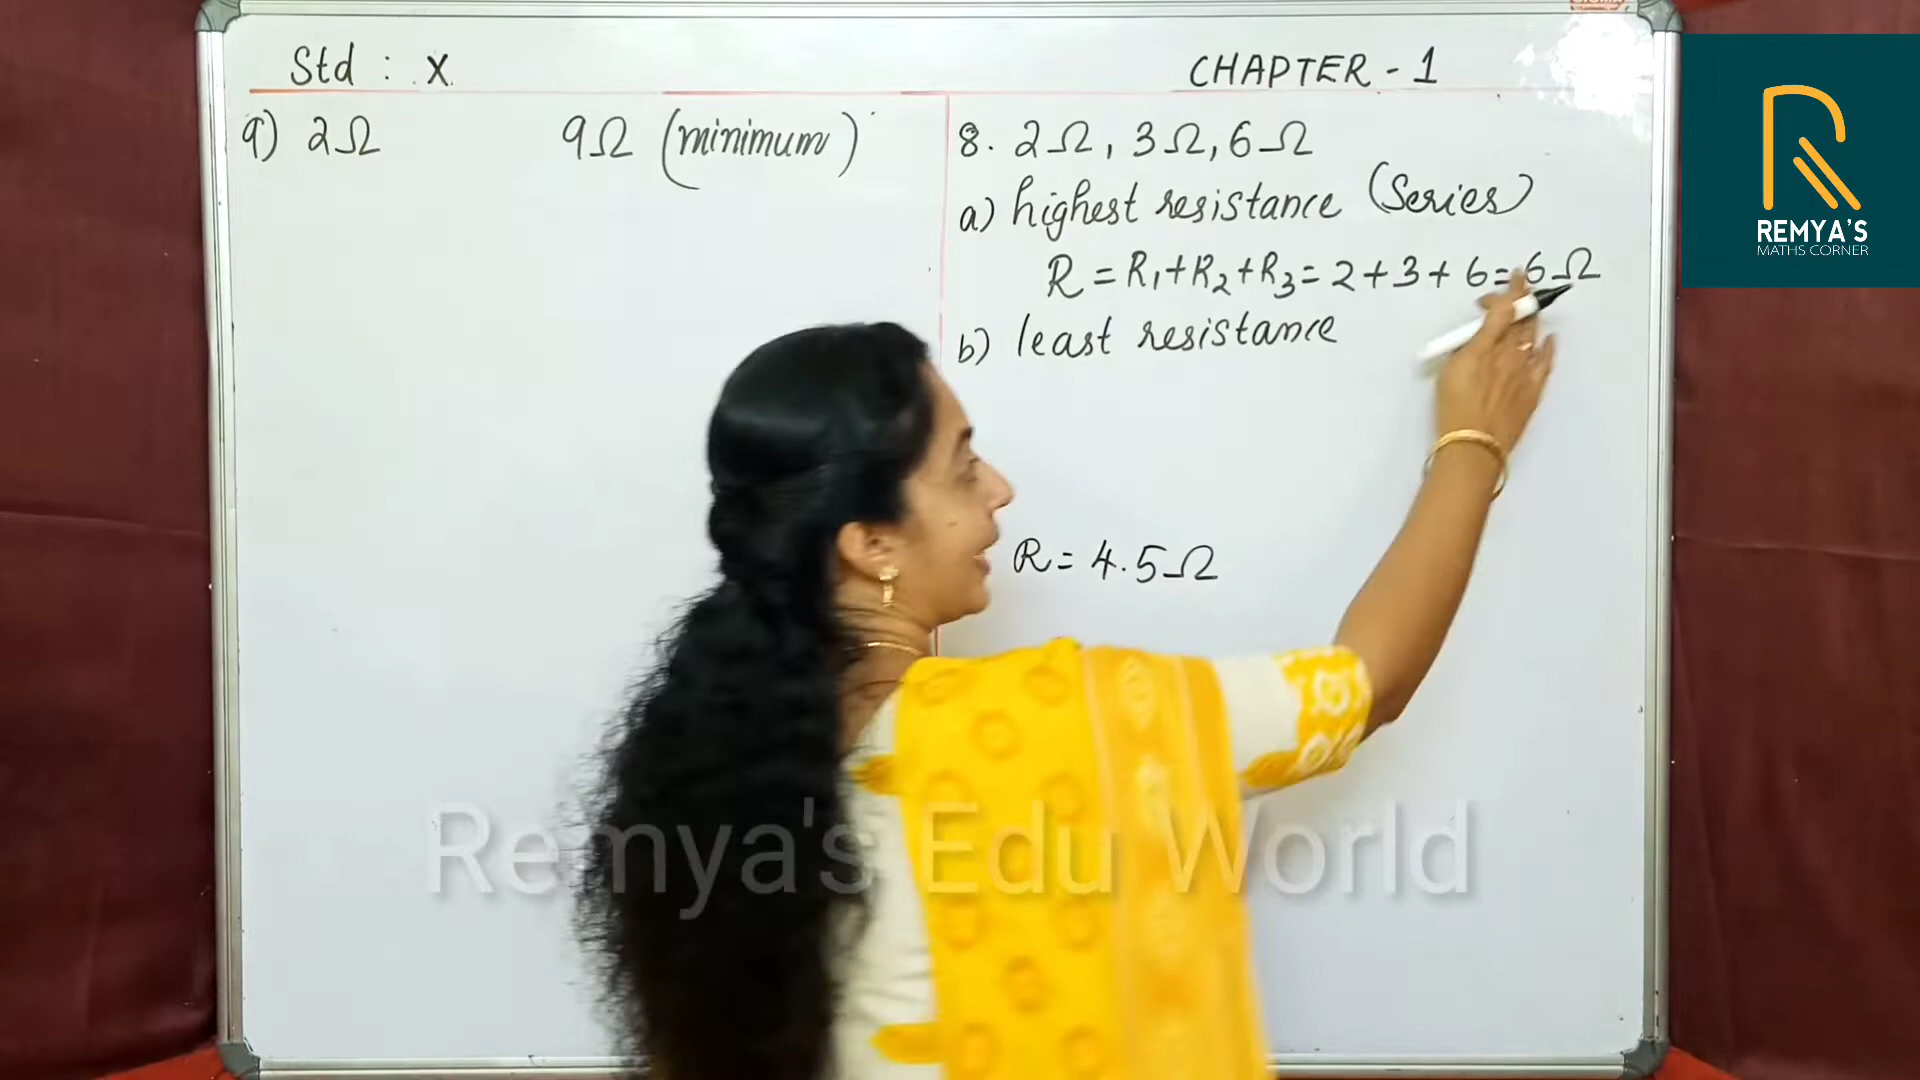 Std : X
CHAPTER - 1
9) 2Ω 9Ω (minimum)
8. 2Ω, 3Ω, 6Ω
a) highest resistance (Series)
R = R₁+R₂+R₃ = 2+3+6=6Ω
b) least resistance
R = 4.5Ω
REMYA'S
MATHS CORNER
Remya's Edu World